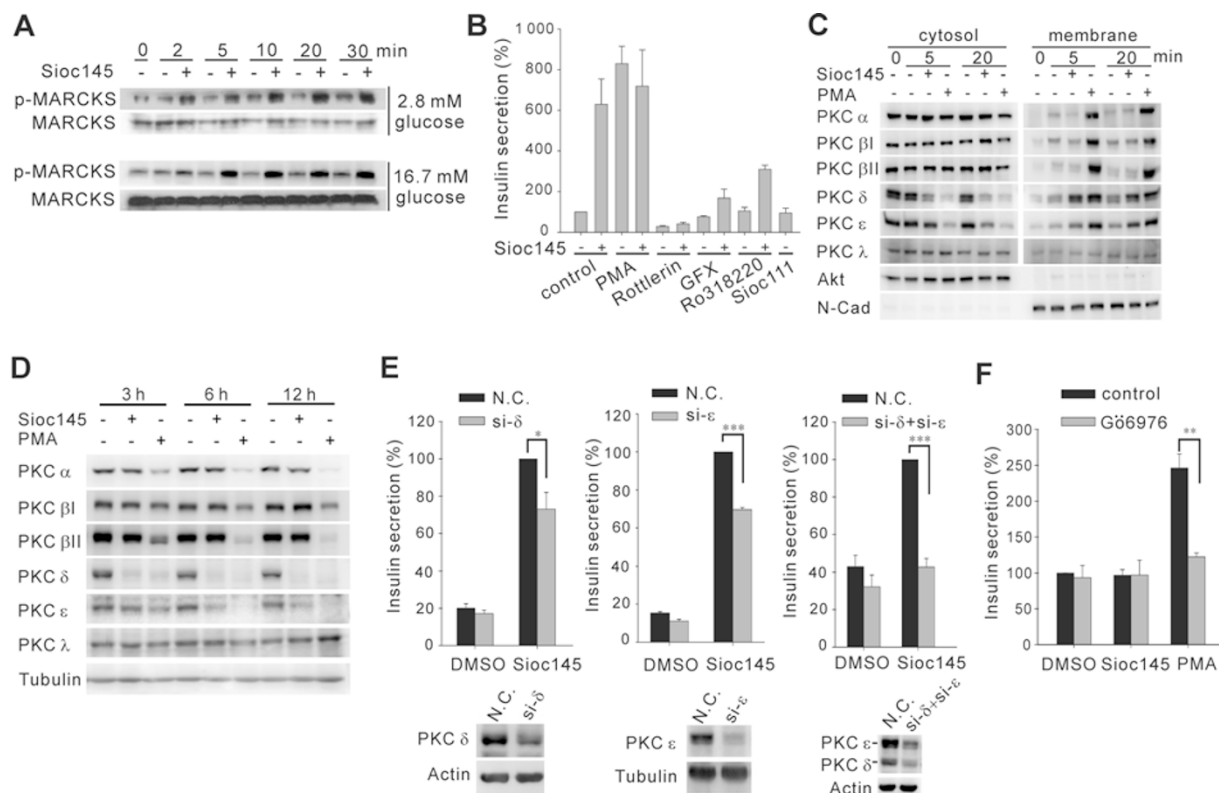 A
0 2 5 10 20 30 min
Sioc145 - - + - + - + - + - +
p-MARCKS
MARCKS
2.8 mM
glucose
p-MARCKS
MARCKS
16.7 mM
glucose
B
Insulin secretion (%)
1 000
800
600
400
200
0
Sioc145 - + - + - + - + - + -
control
PMA
Rottlerin
GFX
Ro318220
Sioc111
C
cytosol membrane
0 5 20 0 5 20 min
Sioc145 - - + - - + - - - + - - + -
PMA - - - + - - + - - - + - - +
PKC α
PKC βI
PKC βII
PKC δ
PKC ε
PKC λ
Akt
N-Cad
D
3 h 6 h 12 h
Sioc145 - + - - + - - + -
PMA - - + - - + - - +
PKC α
PKC βI
PKC βII
PKC δ
PKC ε
PKC λ
Tubulin
E
N.C.
si-δ
Insulin secretion (%)
120
100
80
60
40
20
0
*
DMSO Sioc145
N.C. si-δ
PKC δ
Actin
N.C.
si-ε
Insulin secretion (%)
120
100
80
60
40
20
0
***
DMSO Sioc145
N.C. si-ε
PKC ε
Tubulin
N.C.
si-δ+si-ε
Insulin secretion (%)
120
100
80
60
40
20
0
***
DMSO Sioc145
N.C. si-δ+si-ε
PKC ε-
PKC δ-
Actin
F
control
Gö6976
Insulin secretion (%)
300
250
200
150
100
50
0
**
DMSO Sioc145 PMA